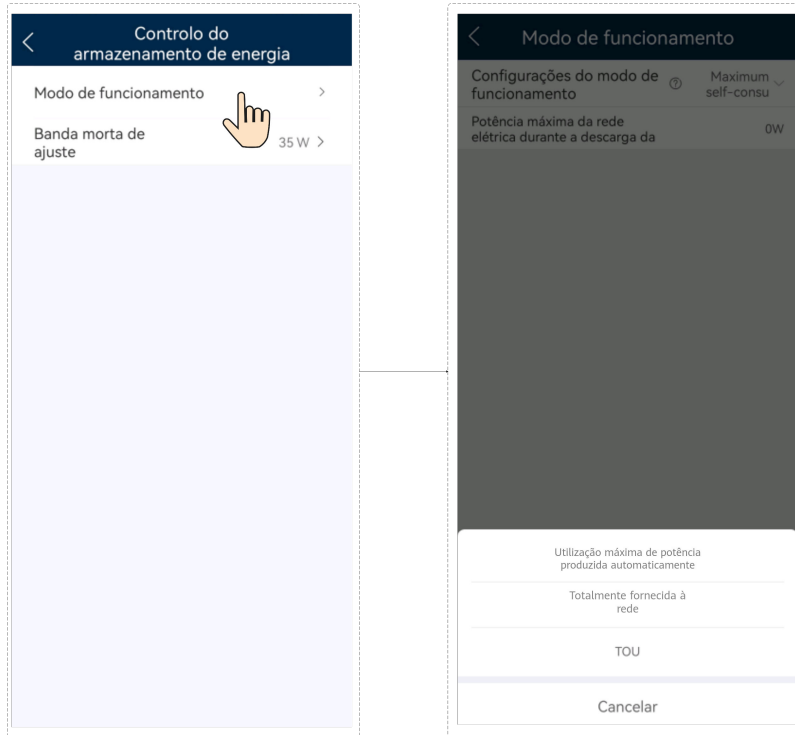 Controlo do
armazenamento de energia
Modo de funcionamento
Banda morta de
ajuste
35 W
Modo de funcionamento
Configurações do modo de
funcionamento
Maximum
self-consu
Potência máxima da rede
elétrica durante a descarga da
0W
Utilização máxima de potência
produzida automaticamente
Totalmente fornecida à
rede
TOU
Cancelar